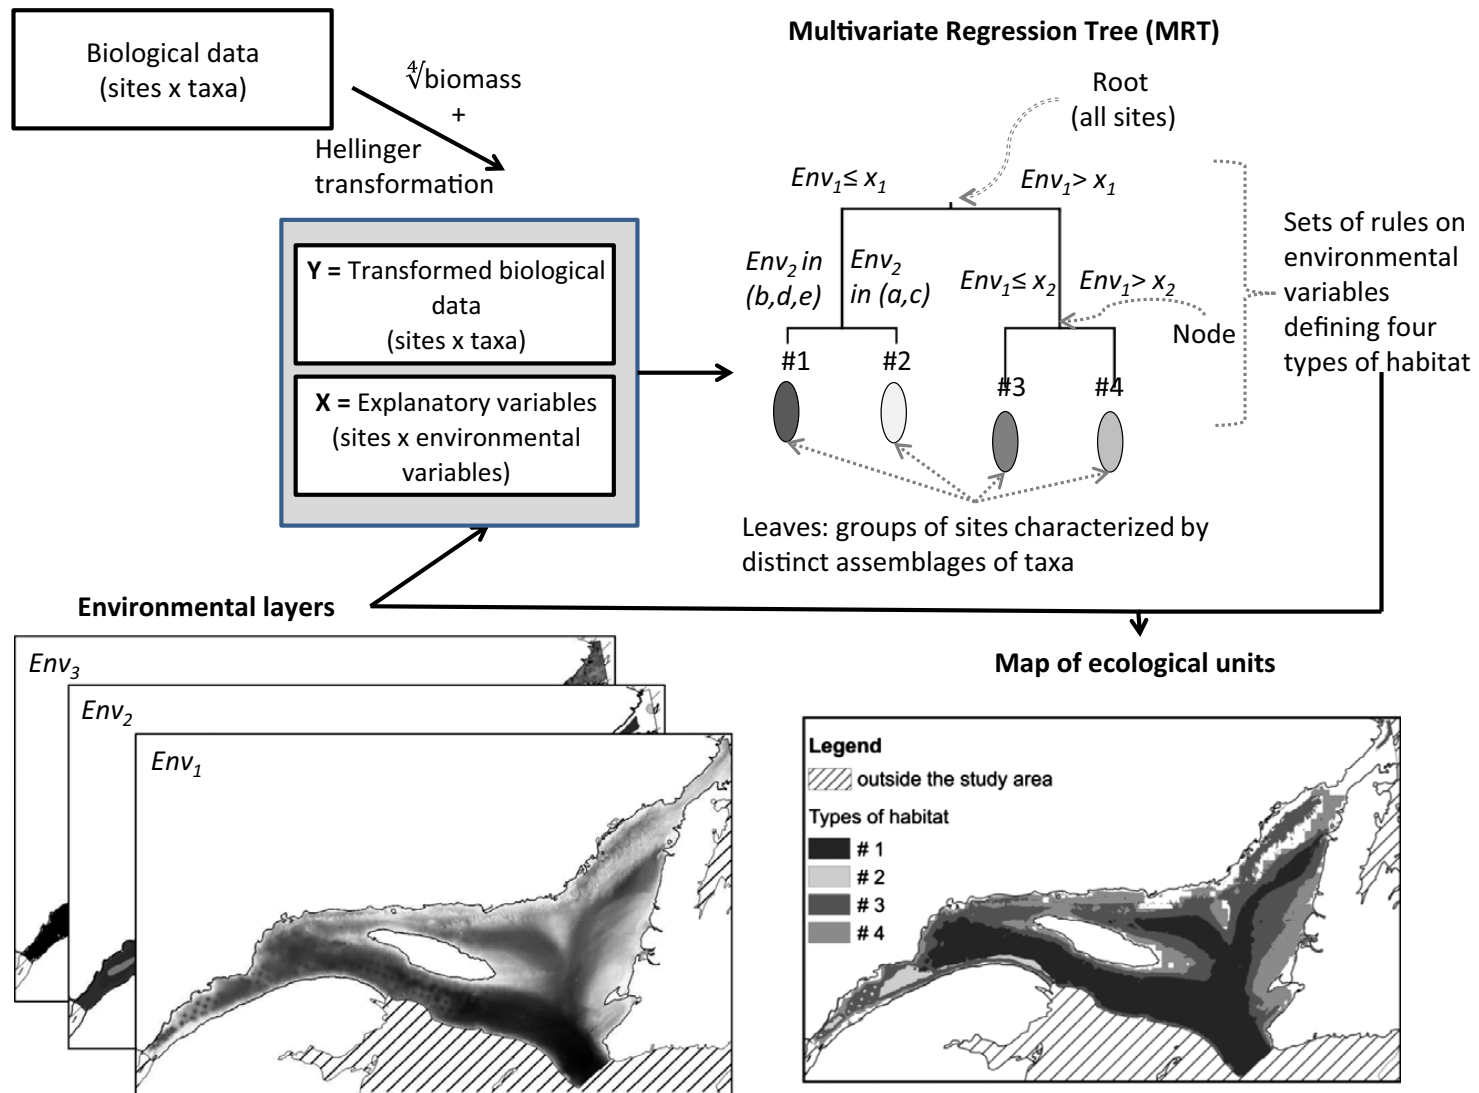 Biological data
(sites x taxa)
∜biomass
+
Hellinger
transformation
Y = Transformed biological
data
(sites x taxa)
X = Explanatory variables
(sites x environmental
variables)
Multivariate Regression Tree (MRT)
Root
(all sites)
Env₁≤ x₁
Env₁> x₁
Env₂ in
(b,d,e)
Env₂
in (a,c)
Env₁≤ x₂
Env₁> x₂
Node
#1
#2
#3
#4
Sets of rules on
environmental
variables
defining four
types of habitat
Leaves: groups of sites characterized by
distinct assemblages of taxa
Environmental layers
Env₃
Env₂
Env₁
Map of ecological units
Legend
outside the study area
Types of habitat
# 1
# 2
# 3
# 4